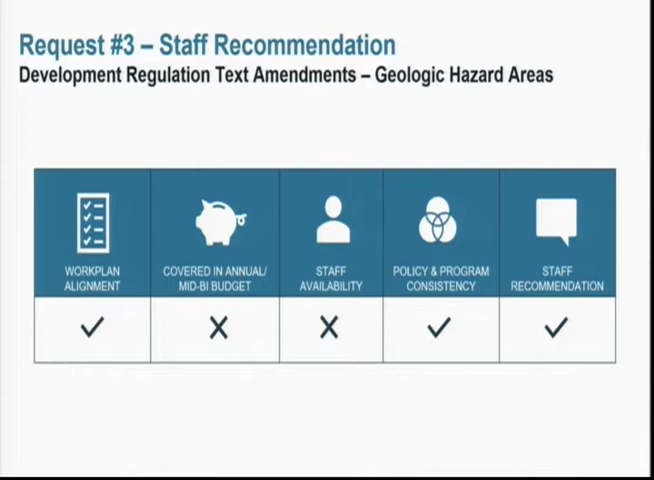 Request #3 – Staff Recommendation
Development Regulation Text Amendments – Geologic Hazard Areas
WORKPLAN
ALIGNMENT
COVERED IN ANNUAL/
MID-BI BUDGET
STAFF
AVAILABILITY
POLICY & PROGRAM
CONSISTENCY
STAFF
RECOMMENDATION